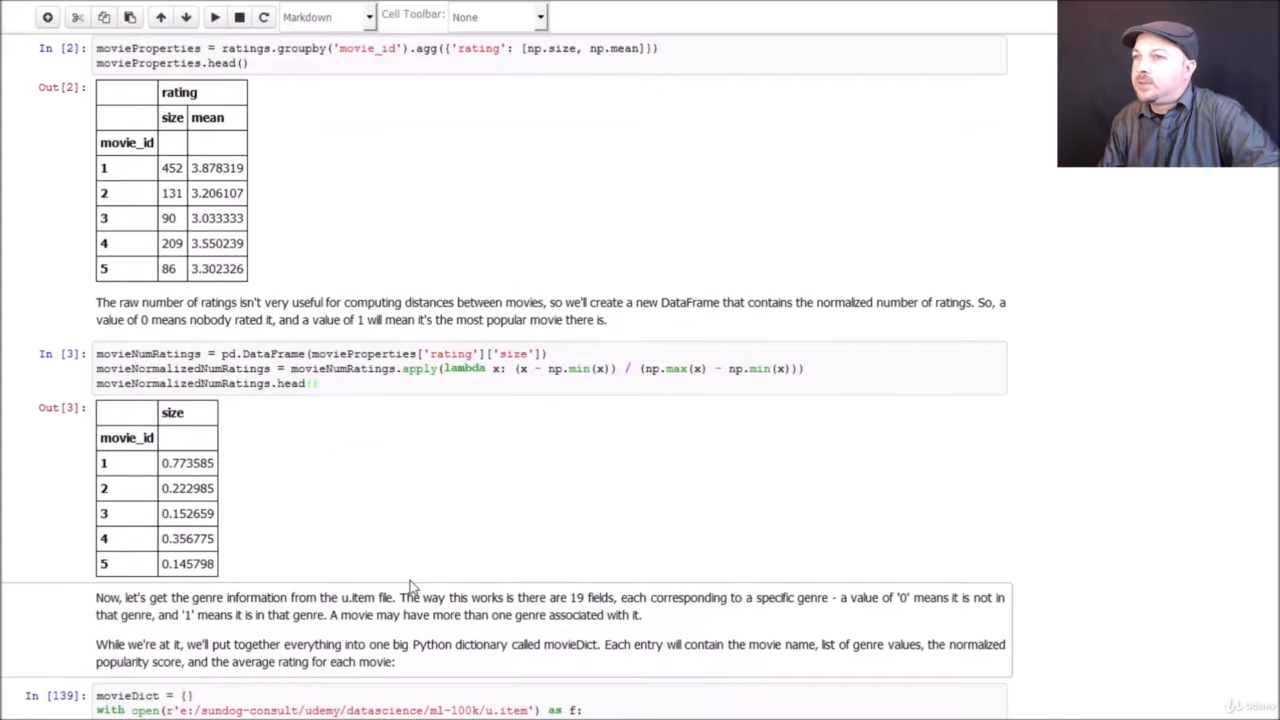 Markdown
Cell Toolbar:
None
In [2]:
movieProperties = ratings.groupby('movie_id').agg({'rating': [np.size, np.mean]})
movieProperties.head()
Out[2]:
rating
size mean
movie_id
1 452 3.878319
2 131 3.206107
3 90 3.033333
4 209 3.550239
5 86 3.302326
The raw number of ratings isn't very useful for computing distances between movies, so we'll create a new DataFrame that contains the normalized number of ratings. So, a
value of 0 means nobody rated it, and a value of 1 will mean it's the most popular movie there is.
In [3]:
movieNumRatings = pd.DataFrame(movieProperties['rating']['size'])
movieNormalizedNumRatings = movieNumRatings.apply(lambda x: (x - np.min(x)) / (np.max(x) - np.min(x)))
movieNormalizedNumRatings.head()
Out[3]:
size
movie_id
1 0.773585
2 0.222985
3 0.152659
4 0.356775
5 0.145798
Now, let's get the genre information from the u.item file. The way this works is there are 19 fields, each corresponding to a specific genre - a value of '0' means it is not in
that genre, and '1' means it is in that genre. A movie may have more than one genre associated with it.
While we're at it, we'll put together everything into one big Python dictionary called movieDict. Each entry will contain the movie name, list of genre values, the normalized
popularity score, and the average rating for each movie:
In [139]:
movieDict = {}
with open(r'e:/sundog-consult/udemy/datascience/ml-100k/u.item') as f:
Udemy